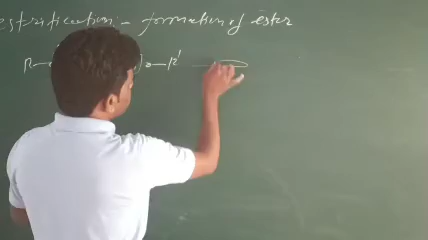 esterification:- formation of ester
R— o—R'